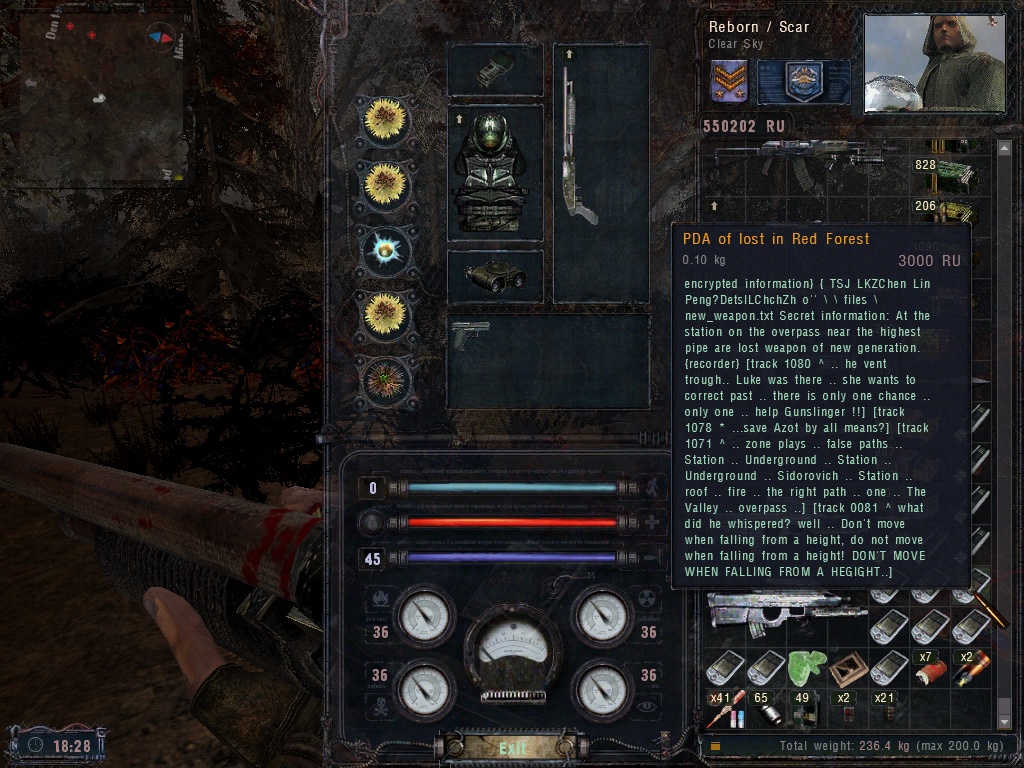 Reborn / Scar
Clear Sky
550202 RU
828
206
PDA of lost in Red Forest
0.10 kg
3000 RU
encrypted information} { TSJ LKZChen Lin
Peng?DetsILChchZh o'' \ \ files \
new_weapon.txt Secret information: At the
station on the overpass near the highest
pipe are lost weapon of new generation.
{recorder} [track 1080 ^ .. he vent
trough.. Luke was there .. she wants to
correct past .. there is only one chance ..
only one .. help Gunslinger !!] [track
1078 * ...save Azot by all means?] [track
1071 ^ .. zone plays .. false paths ..
Station .. Underground .. Station ..
Underground .. Sidorovich .. Station ..
roof .. fire .. the right path .. one .. The
Valley .. overpass ..] [track 0081 ^ what
did he whispered? well .. Don't move
when falling from a height, do not move
when falling from a height! DON'T MOVE
WHEN FALLING FROM A HEGIGHT..]
0
45
36
36
36
36
x7
x2
x41
65
49
x2
x21
18:28
Exit
Total weight: 236.4 kg (max 200.0 kg)